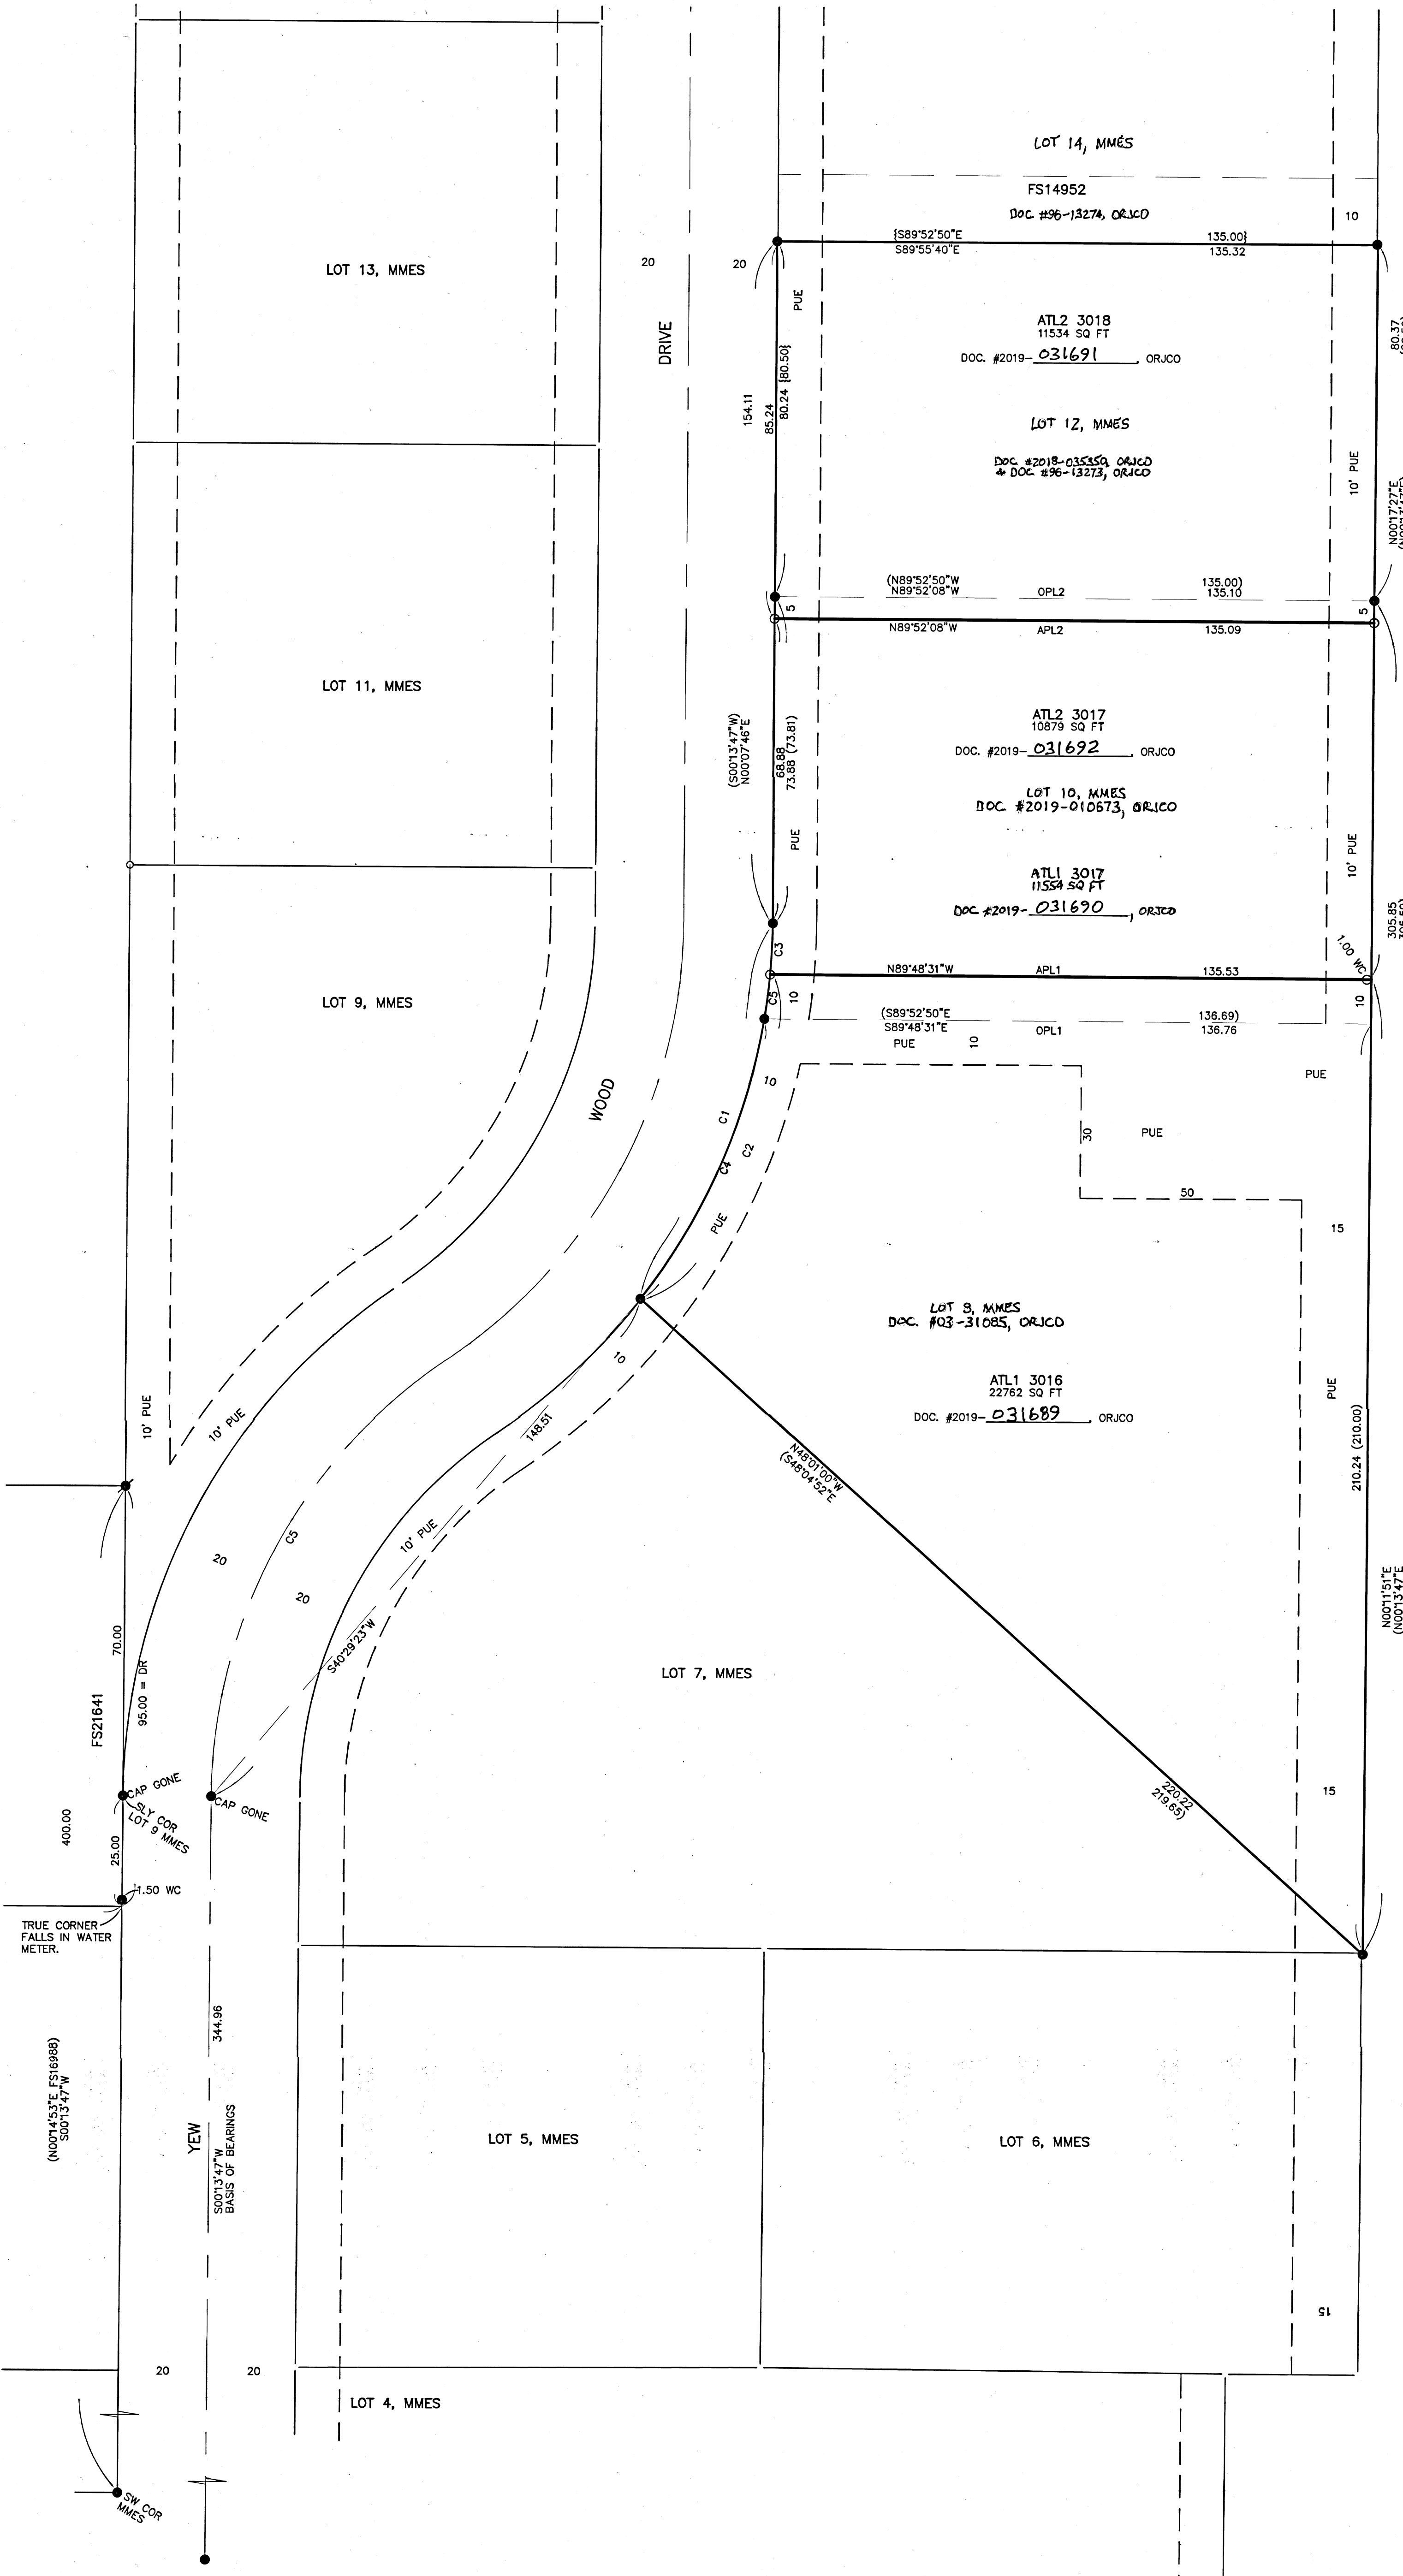 LOT 14, MMES
FS14952
DOC. #96-13274, ORJCO
10
{S89°52'50"E 135.00}
S89°55'40"E 135.32
LOT 13, MMES
20
20
DRIVE
PUE
ATL2 3018
11534 SQ FT
DOC. #2019- 031691, ORJCO
80.37
154.11
85.24
80.24 {80.50}
LOT 12, MMES
DOC. #2018-035359, ORJCO
& DOC. #96-13273, ORJCO
10' PUE
N00°17'27"E
(N00°13'47"E)
(N89°52'50"W 135.00)
N89°52'08"W OPL2 135.10
5
5
N89°52'08"W APL2 135.09
LOT 11, MMES
(S00°13'47"W)
N00°07'46"E
68.88
73.88 (73.81)
ATL2 3017
10879 SQ FT
DOC. #2019- 031692, ORJCO
LOT 10, MMES
DOC. #2019-010673, ORJCO
PUE
10' PUE
ATL1 3017
11554 SQ FT
DOC. #2019- 031690, ORJCO
305.85
C3
1.00 WC
N89°48'31"W APL1 135.53
C5
10
10
LOT 9, MMES
(S89°52'50"E 136.69)
S89°48'31"E OPL1 136.76
PUE
10
10
PUE
WOOD
C1
30
PUE
C2
C4
50
PUE
15
LOT 8, MMES
DOC. #03-31085, ORJCO
10
ATL1 3016
22762 SQ FT
DOC. #2019- 031689, ORJCO
PUE
10' PUE
10' PUE
148.51
N48°01'00"W
(S48°04'52"E
210.24 (210.00)
10' PUE
C5
20
20
N00°11'51"E
(N00°13'47"E
S40°29'23"W
70.00
95.00 = DR
LOT 7, MMES
FS21641
CAP GONE
SLY COR
LOT 9 MMES
CAP GONE
220.22
219.65)
15
400.00
25.00
1.50 WC
TRUE CORNER
FALLS IN WATER
METER.
344.96
(N00°14'53"E FS16988)
S00°13'47"W
YEW
S00°13'47"W
BASIS OF BEARINGS
LOT 5, MMES
LOT 6, MMES
15
20
20
LOT 4, MMES
SW COR
MMES